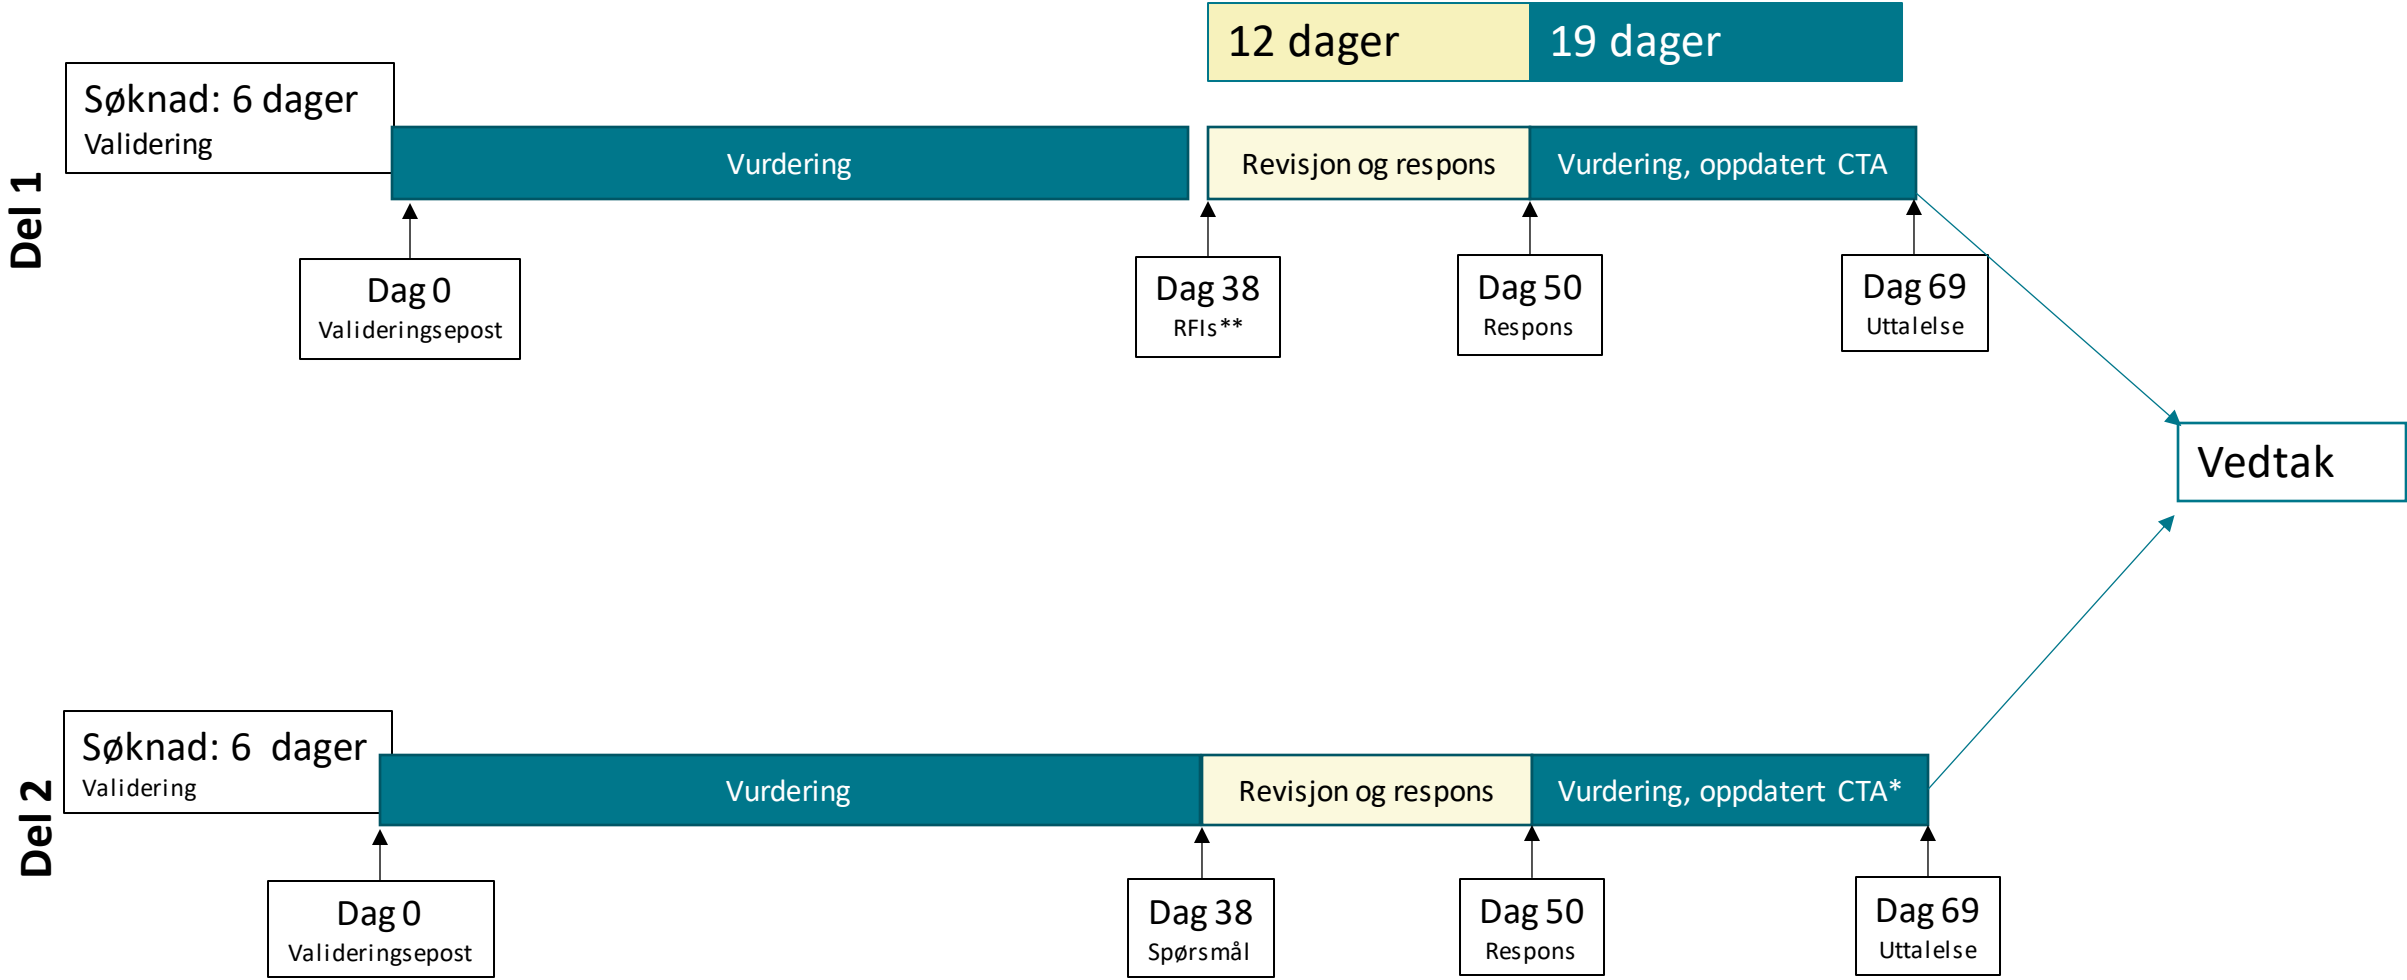 12 dager
19 dager
Søknad: 6 dager
Validering
Del 1
Vurdering
Revisjon og respons
Vurdering, oppdatert CTA
Dag 0
Valideringsepost
Dag 38
RFIs**
Dag 50
Respons
Dag 69
Uttalelse
Vedtak
Søknad: 6 dager
Validering
Del 2
Vurdering
Revisjon og respons
Vurdering, oppdatert CTA*
Dag 0
Valideringsepost
Dag 38
Spørsmål
Dag 50
Respons
Dag 69
Uttalelse